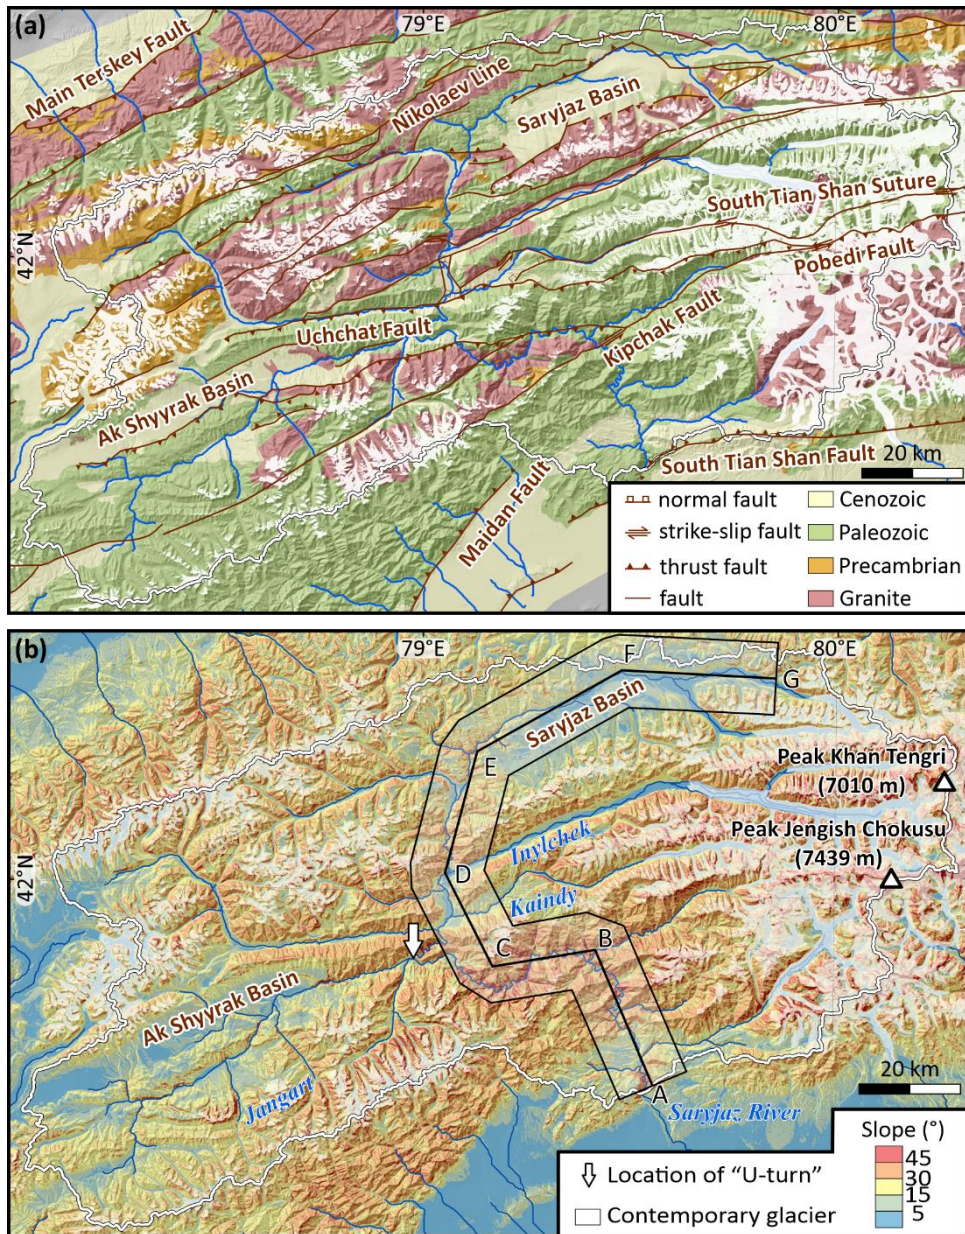 (a)
79°E
80°E
Main Terskey Fault
Nikolaev Line
Saryjaz Basin
South Tian Shan Suture
42°N
Pobedi Fault
Uchchat Fault
Kipchak Fault
Ak Shyyrak Basin
South Tian Shan Fault
Maidan Fault
20 km
normal fault
strike-slip fault
thrust fault
fault
Cenozoic
Paleozoic
Precambrian
Granite
(b)
79°E
80°E
F
G
Saryjaz Basin
E
Peak Khan Tengri
(7010 m)
Peak Jengish Chokusu
(7439 m)
Inylchek
42°N
D
Kaindy
B
C
Ak Shyyrak Basin
Jangart
A
20 km
Saryjaz River
Location of “U-turn”
Contemporary glacier
Slope (°)
45
30
15
5